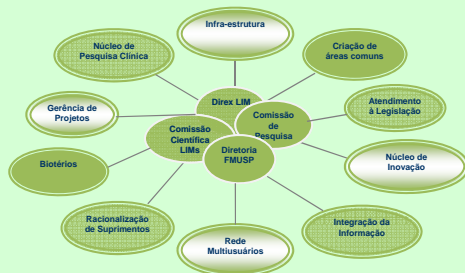 Infra-estrutura
Núcleo de
Pesquisa Clínica
Criação de
áreas comuns
Direx LIM
Gerência de
Projetos
Comissão
de
Pesquisa
Atendimento
à Legislação
Comissão
Científica
LIMs
Diretoria
FMUSP
Biotérios
Núcleo de
Inovação
Racionalização
de Suprimentos
Integração da
Informação
Rede
Multiusuários